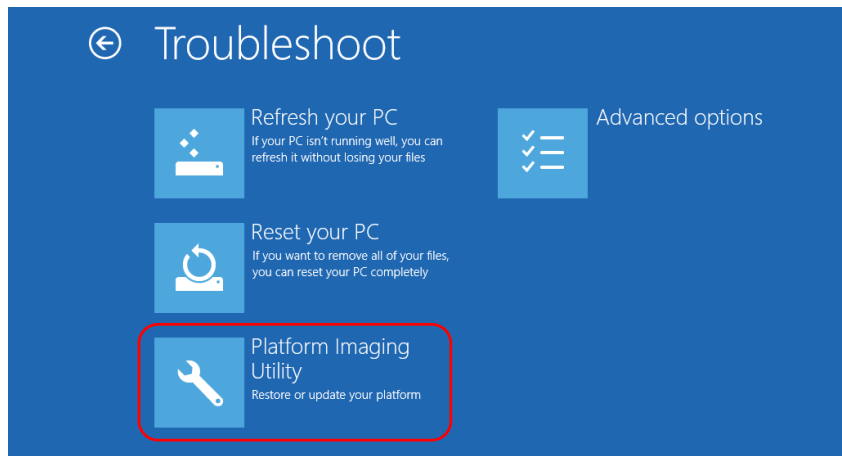 Troubleshoot
Refresh your PC
If your PC isn't running well, you can
refresh it without losing your files
Advanced options
Reset your PC
If you want to remove all of your files,
you can reset your PC completely
Platform Imaging
Utility
Restore or update your platform